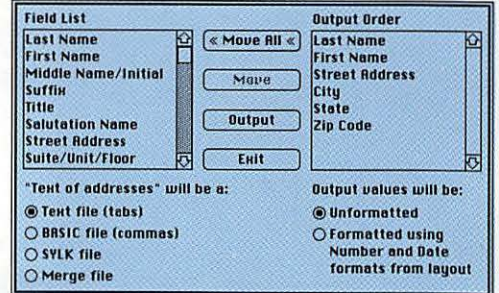 Field List
Last Name
First Name
Middle Name/Initial
Suffix
Title
Salutation Name
Street Address
Suite/Unit/Floor
« Move All «
Move
Output
Exit
Output Order
Last Name
First Name
Street Address
City
State
Zip Code
"Text of addresses" will be a:
Text file (tabs)
BASIC file (commas)
SYLK file
Merge file
Output values will be:
Unformatted
Formatted using
Number and Date
formats from layout